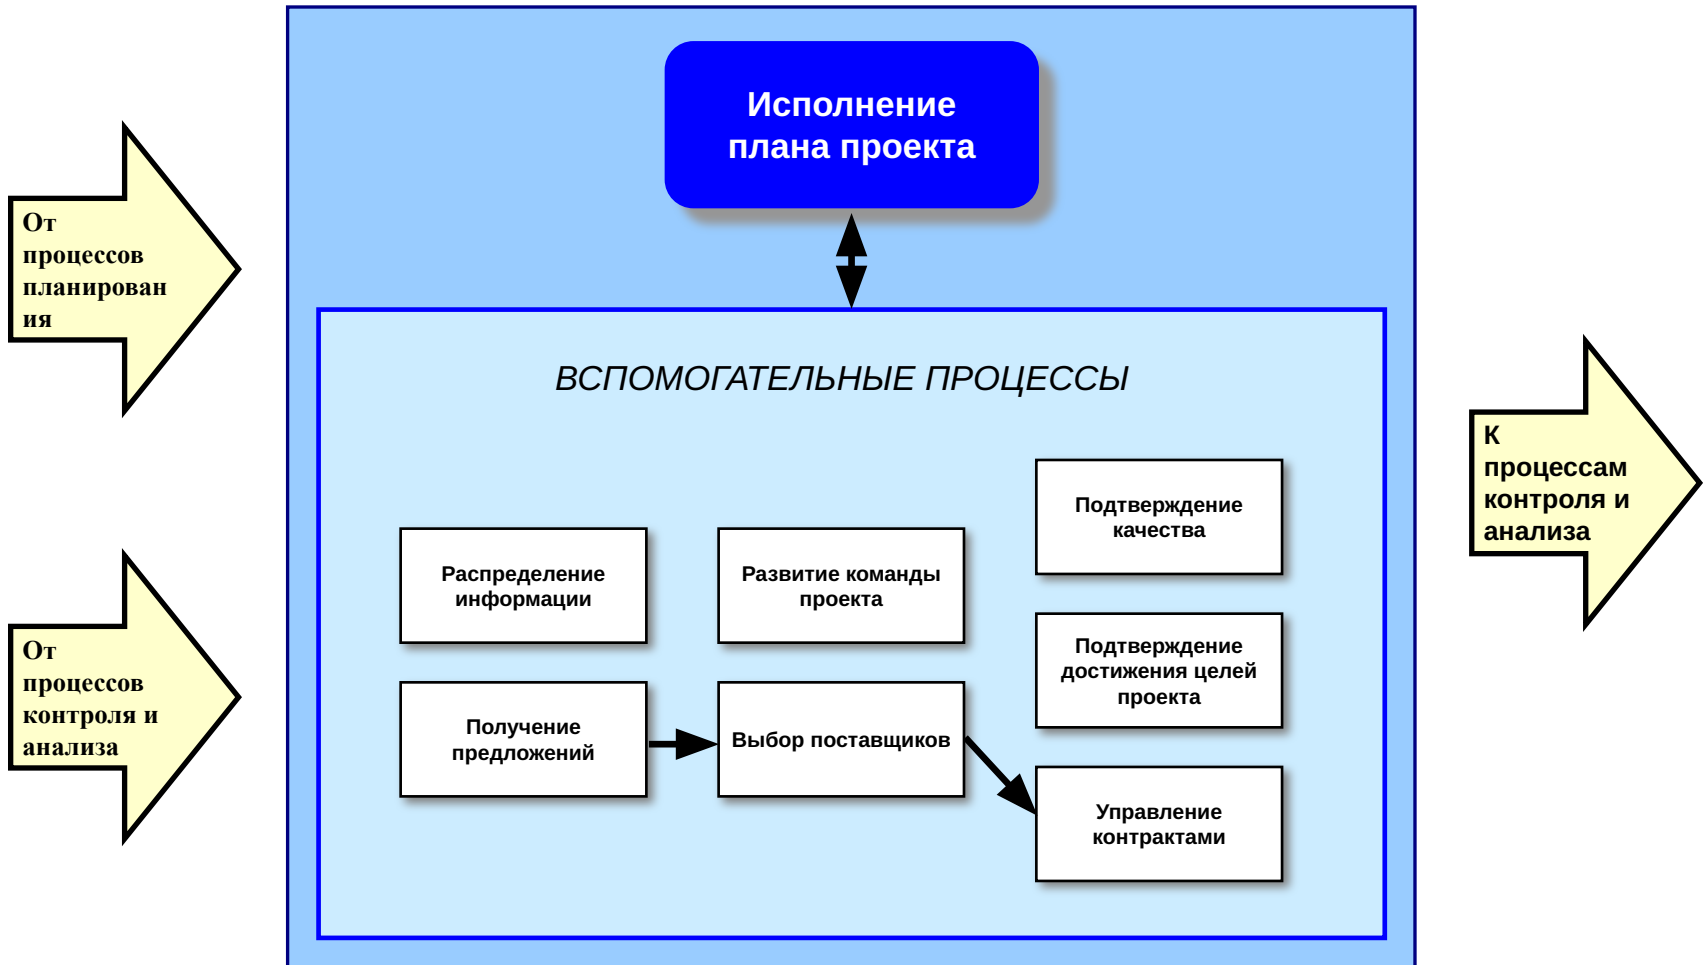 Исполнение
плана проекта
От
процессов
планирован
ия
ВСПОМОГАТЕЛЬНЫЕ ПРОЦЕССЫ
К
процессам
контроля и
анализа
Подтверждение
качества
Распределение
информации
Развитие команды
проекта
От
процессов
контроля и
анализа
Подтверждение
достижения целей
проекта
Получение
предложений
Выбор поставщиков
Управление
контрактами